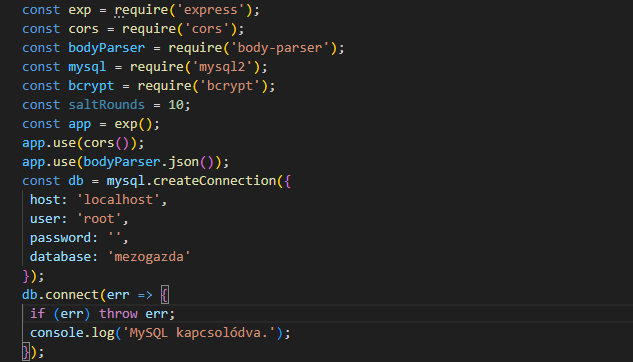 const exp = require('express');
const cors = require('cors');
const bodyParser = require('body-parser');
const mysql = require('mysql2');
const bcrypt = require('bcrypt');
const saltRounds = 10;
const app = exp();
app.use(cors());
app.use(bodyParser.json());
const db = mysql.createConnection({
 host: 'localhost',
 user: 'root',
 password: '',
 database: 'mezogazda'
});
db.connect(err => {
 if (err) throw err;
 console.log('MySQL kapcsolódva.');
});